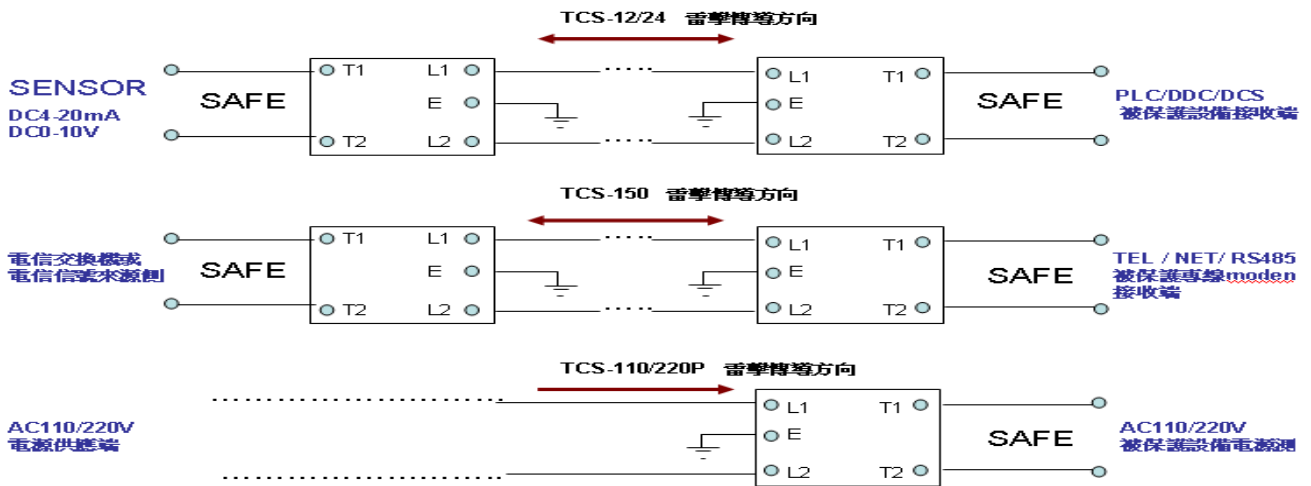 TCS-12/24 雷擊傳導方向
SENSOR
DC4-20mA
DC0-10V
SAFE
T1 L1
E
T2 L2
L1 T1
E
L2 T2
SAFE
PLC/DDC/DCS
被保護設備接收端
TCS-150 雷擊傳導方向
電信交換機或
電信信號來源側
SAFE
T1 L1
E
T2 L2
L1 T1
E
L2 T2
SAFE
TEL / NET/ RS485
被保護專線moden
接收端
TCS-110/220P 雷擊傳導方向
AC110/220V
電源供應端
L1 T1
E
L2 T2
SAFE
AC110/220V
被保護設備電源測